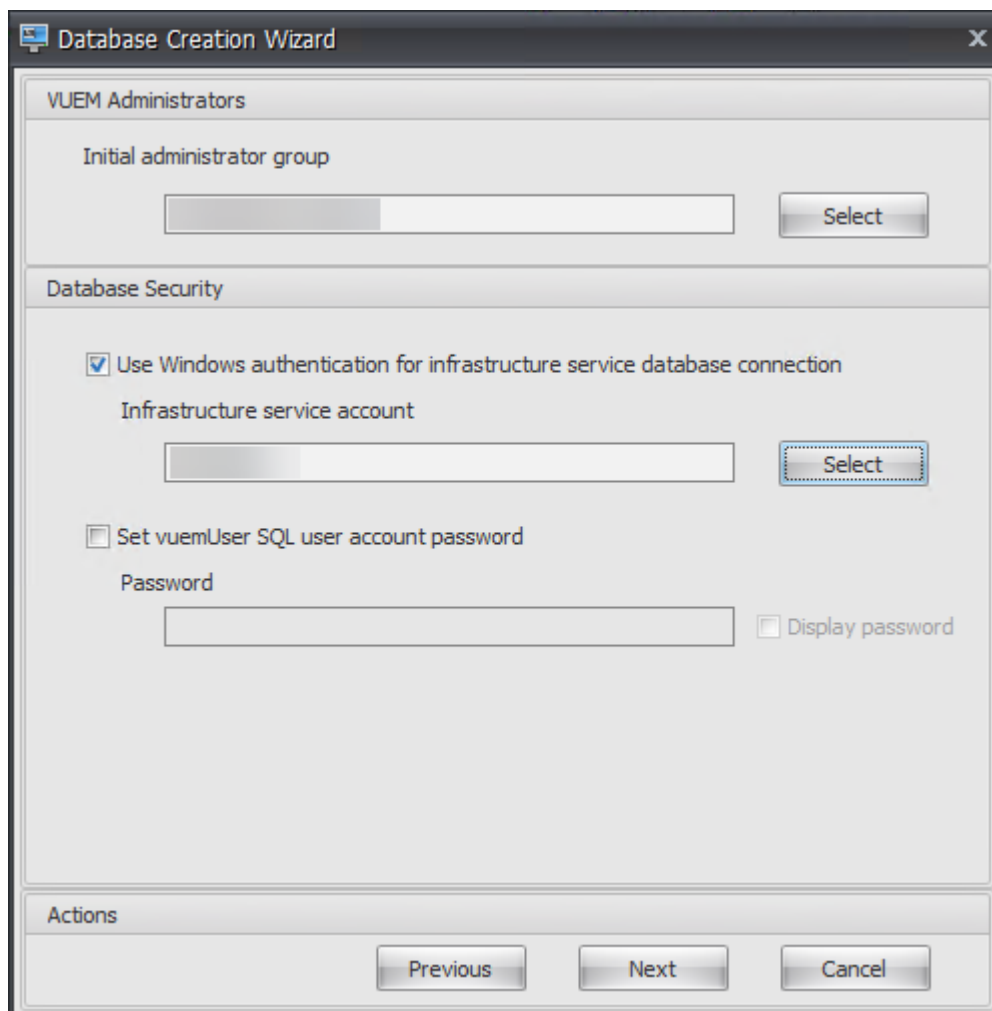 Database Creation Wizard
VUEM Administrators
Initial administrator group
Select
Database Security
Use Windows authentication for infrastructure service database connection
Infrastructure service account
Select
Set vuemUser SQL user account password
Password
Display password
Actions
Previous Next Cancel